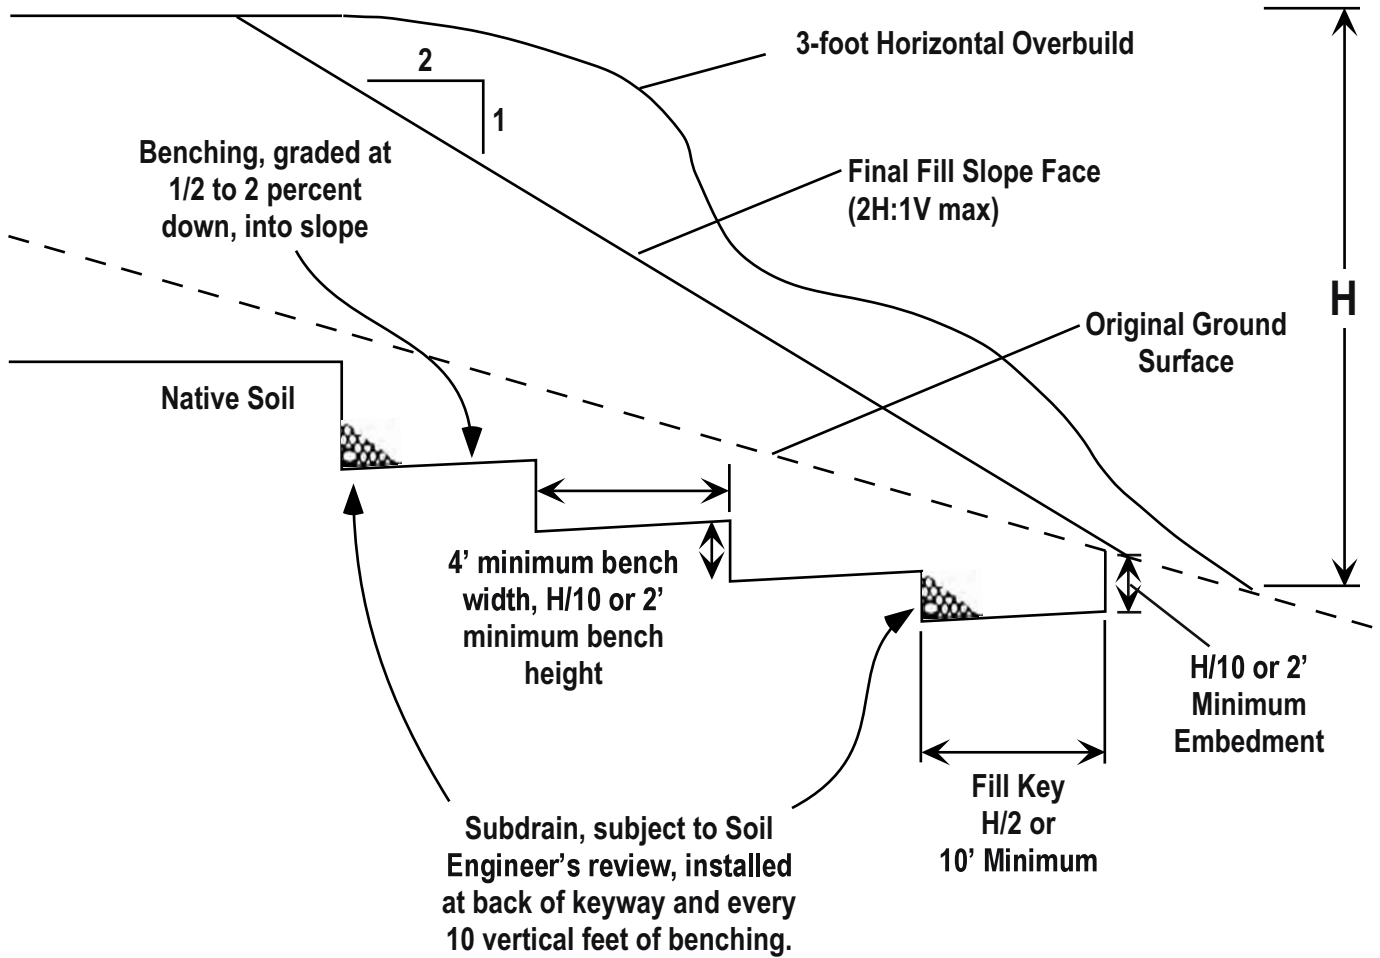 3-foot Horizontal Overbuild
2
1
Benching, graded at
1/2 to 2 percent
down, into slope
Final Fill Slope Face
(2H:1V max)
H
Original Ground
Surface
Native Soil
4’ minimum bench
width, H/10 or 2’
minimum bench
height
H/10 or 2’
Minimum
Embedment
Fill Key
H/2 or
10’ Minimum
Subdrain, subject to Soil
Engineer’s review, installed
at back of keyway and every
10 vertical feet of benching.